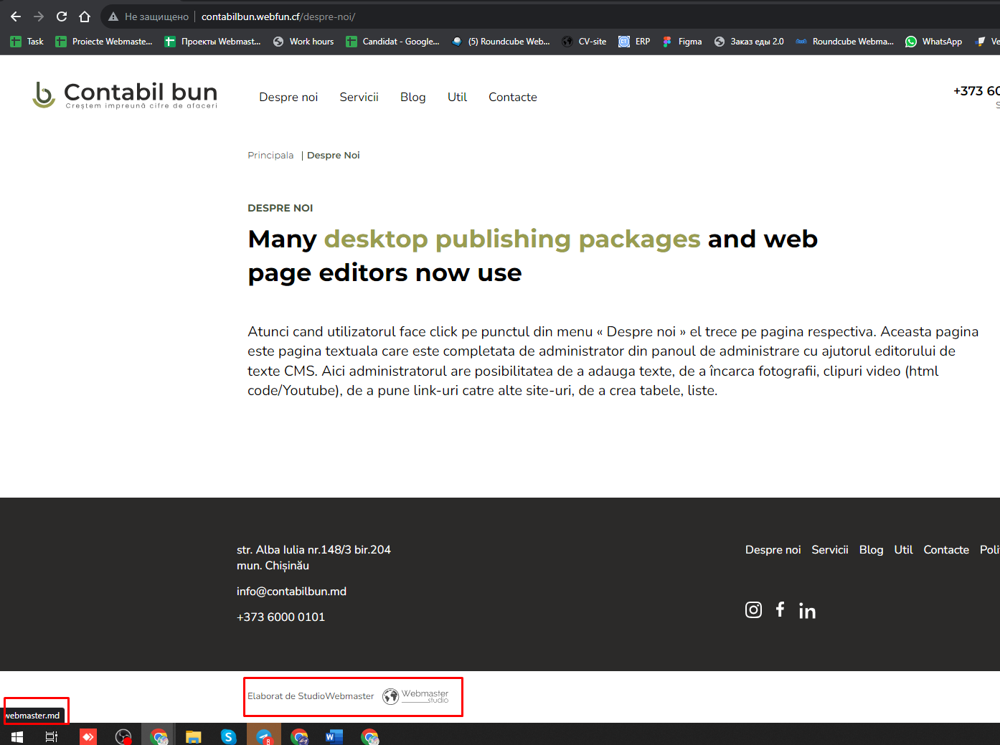 Не защищено contabilbun.webfun.cf/despre-noi/
Task Proiecte Webmaste... Проекты Webmast... Work hours Candidat - Google... (5) Roundcube Web... CV-site ERP Figma Заказ еды 2.0 Roundcube Webma... WhatsApp Ve
Contabil bun
Creștem împreună cifre de afaceri
Despre noi Servicii Blog Util Contacte
+373 60
S
Principala | Despre Noi
DESPRE NOI
Many desktop publishing packages and web
page editors now use
Atunci cand utilizatorul face click pe punctul din menu « Despre noi » el trece pe pagina respectiva. Aceasta pagina
este pagina textuala care este completata de administrator din panoul de administrare cu ajutorul editorului de
texte CMS. Aici administratorul are posibilitatea de a adauga texte, de a încarca fotografii, clipuri video (html
code/Youtube), de a pune link-uri catre alte site-uri, de a crea tabele, liste.
str. Alba Iulia nr.148/3 bir.204
mun. Chișinău
info@contabilbun.md
+373 6000 0101
Despre noi Servicii Blog Util Contacte Poli
Elaborat de StudioWebmaster
Webmaster
studio
webmaster.md